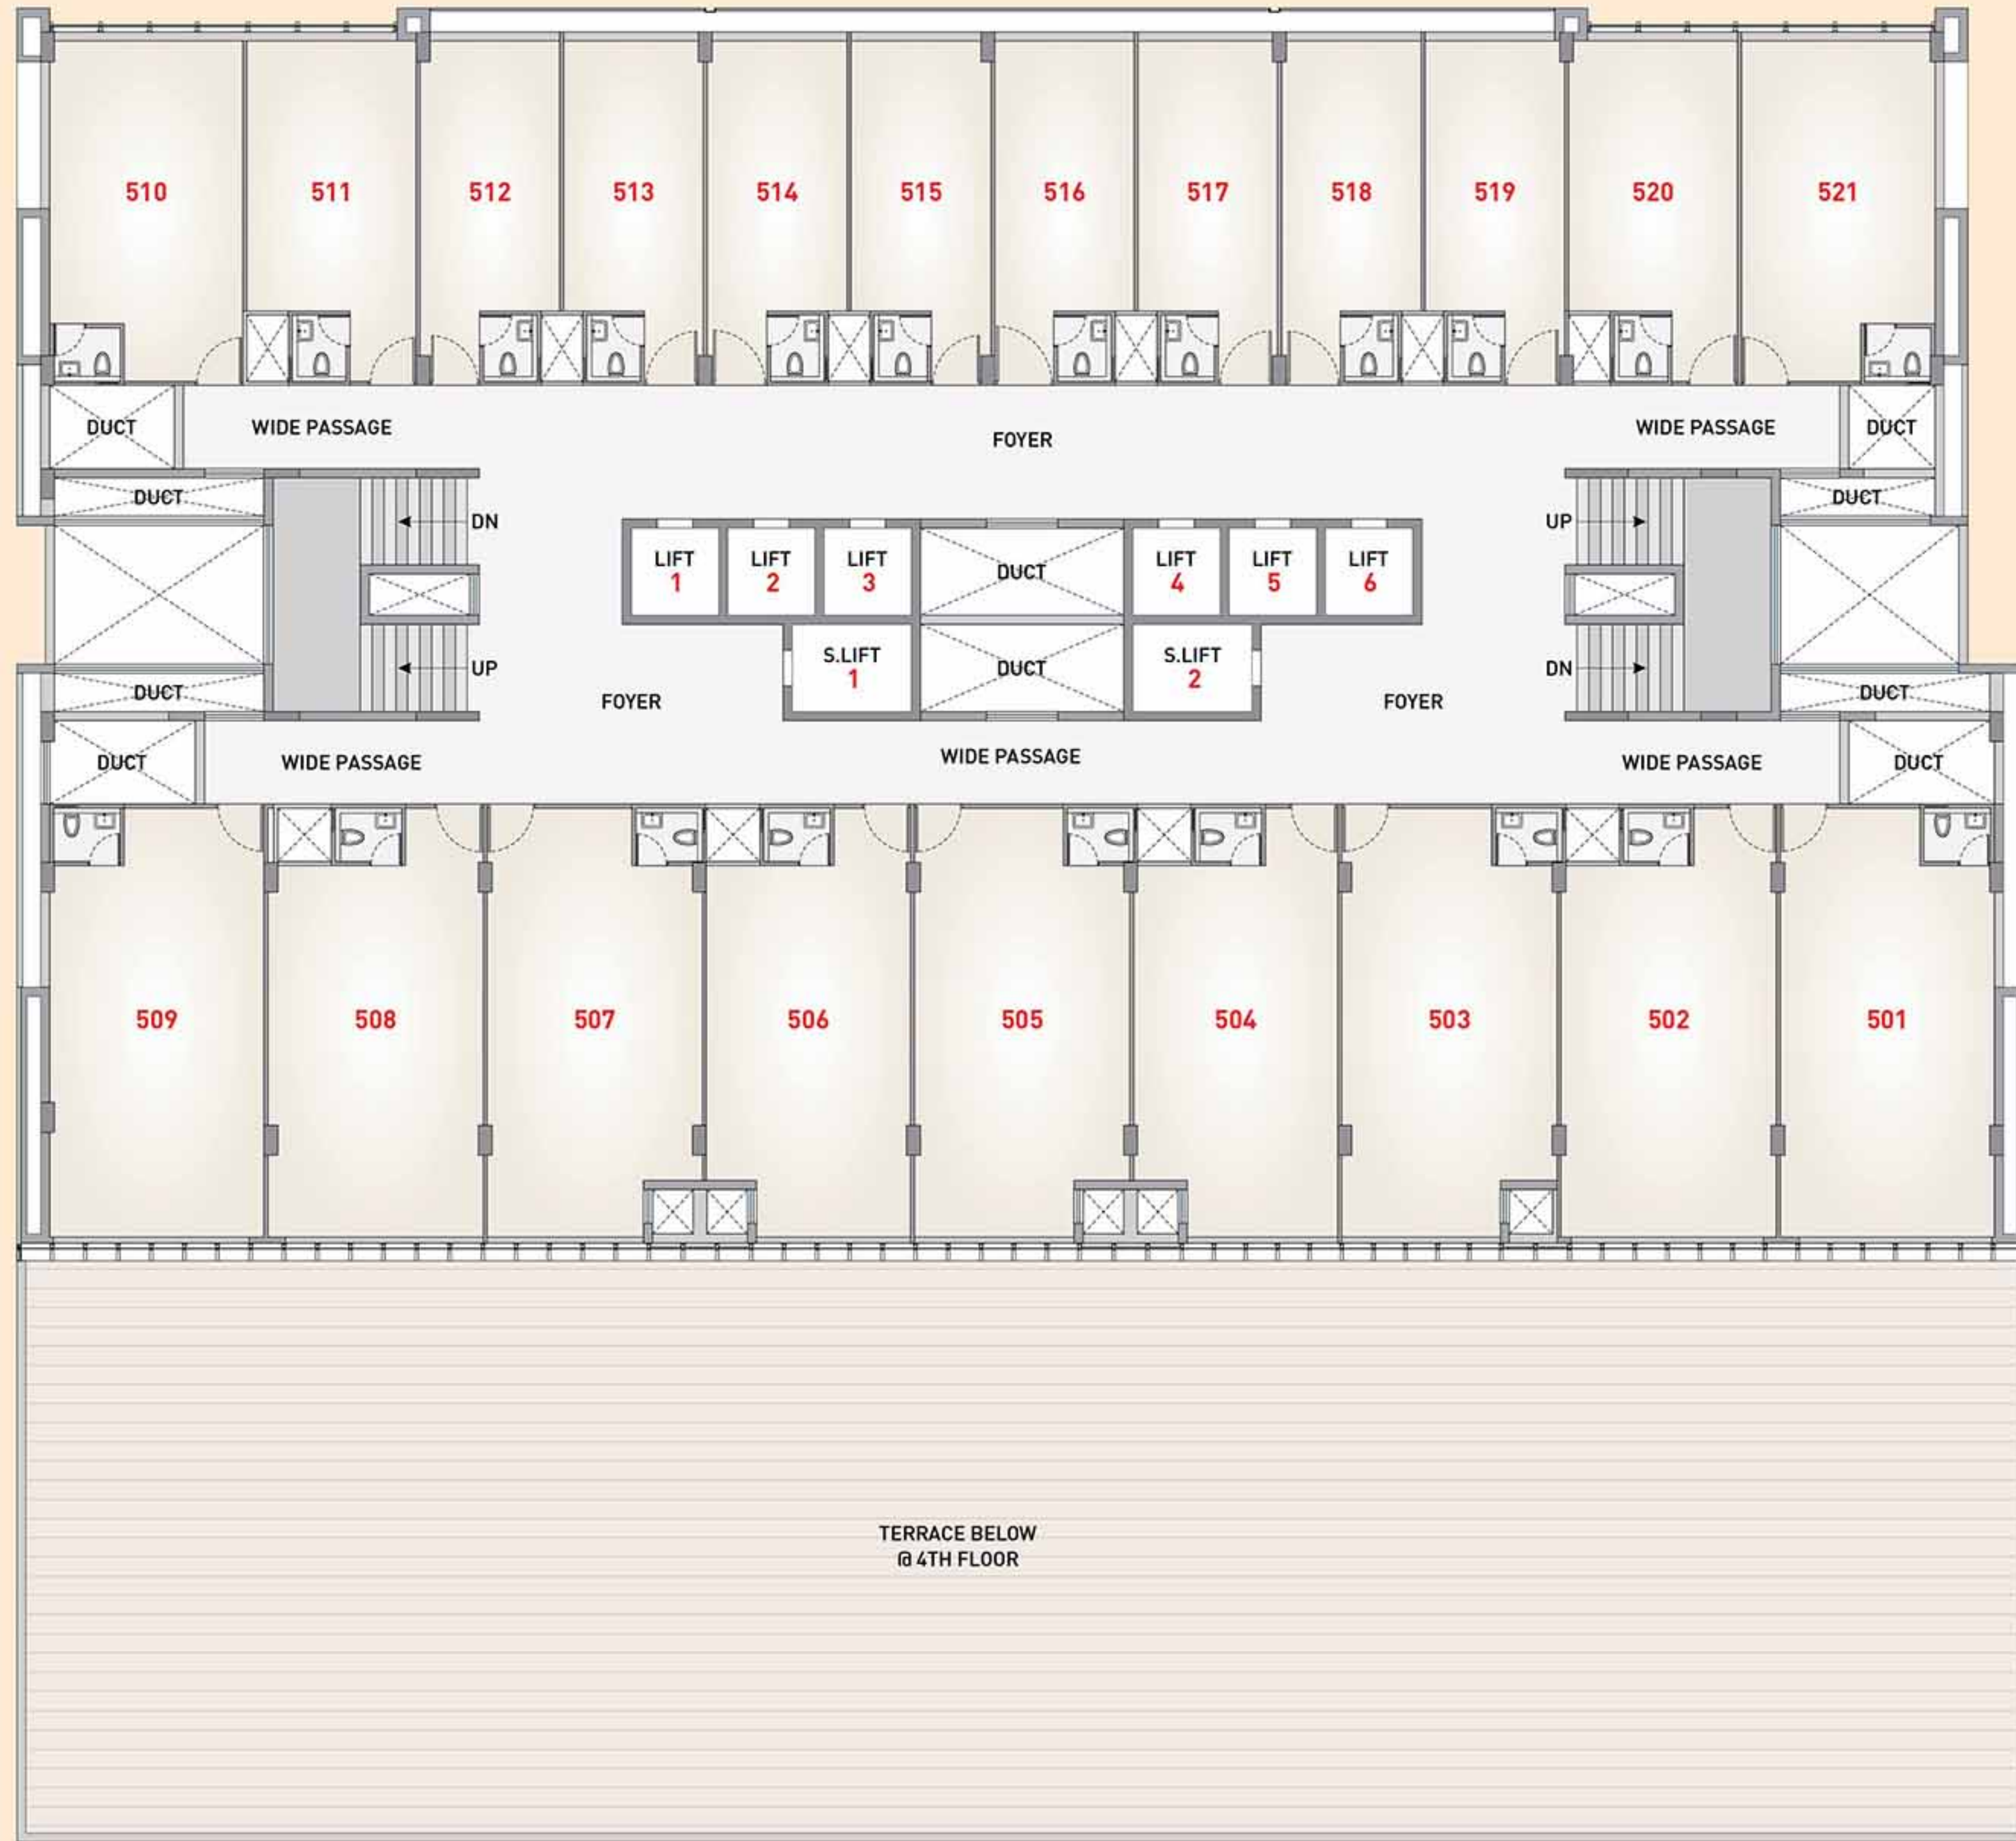 510
511
512
513
514
515
516
517
518
519
520
521
DUCT
WIDE PASSAGE
FOYER
WIDE PASSAGE
DUCT
DUCT
DUCT
DN
UP
LIFT
1
LIFT
2
LIFT
3
DUCT
LIFT
4
LIFT
5
LIFT
6
S.LIFT
1
DUCT
S.LIFT
2
UP
DN
DUCT
FOYER
FOYER
DUCT
DUCT
WIDE PASSAGE
WIDE PASSAGE
WIDE PASSAGE
DUCT
509
508
507
506
505
504
503
502
501
TERRACE BELOW
@ 4TH FLOOR